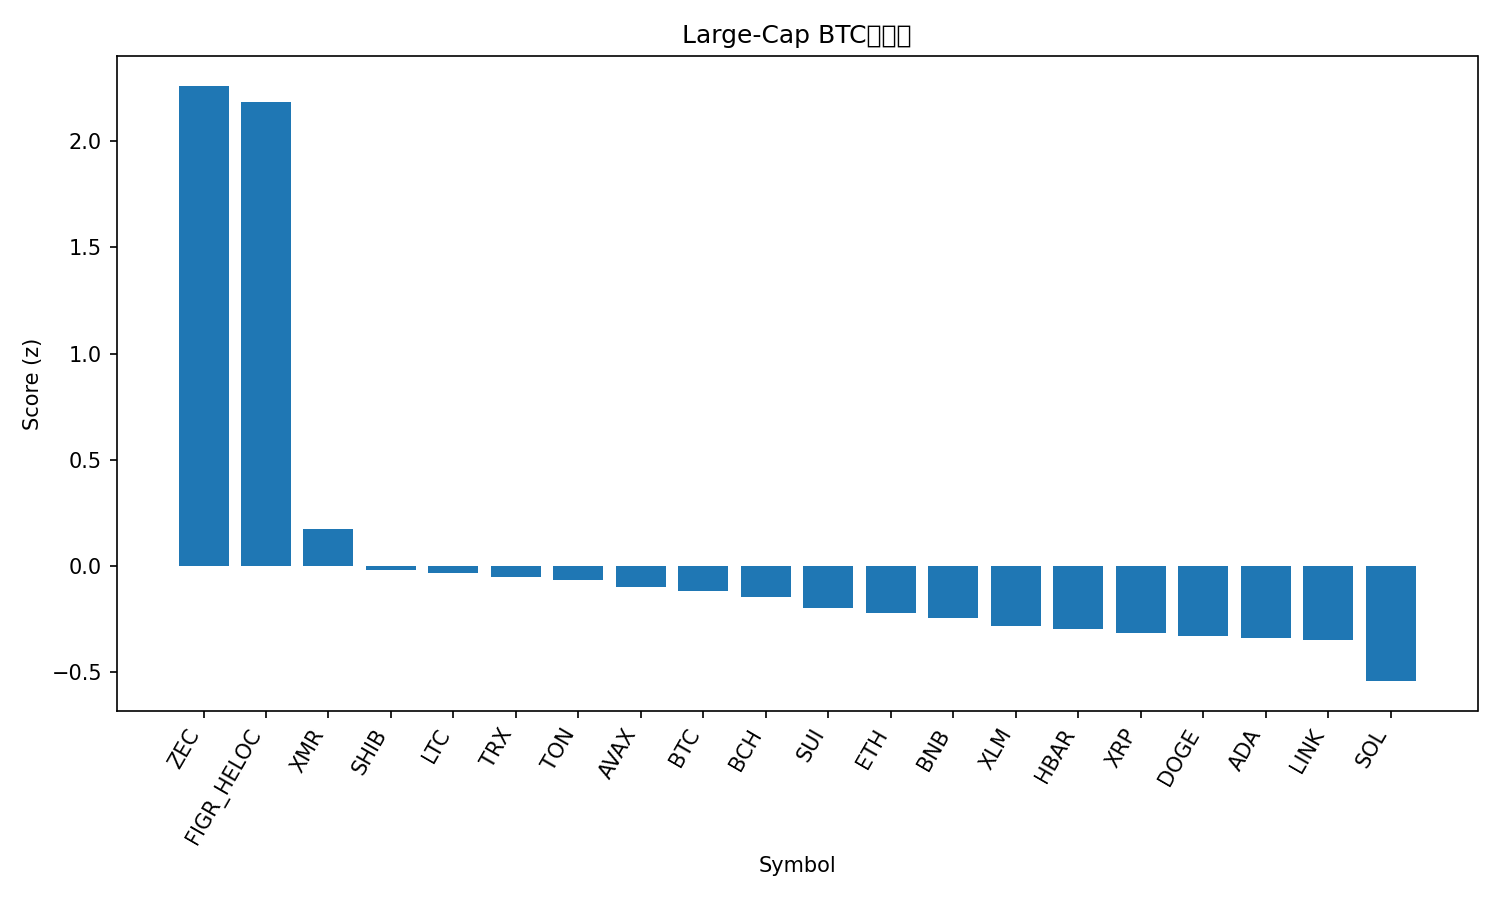 Large-Cap BTC
2.0
1.5
1.0
0.5
0.0
−0.5
Score (z)
ZEC
FIGR_HELOC
XMR
SHIB
LTC
TRX
TON
AVAX
BTC
BCH
SUI
ETH
BNB
XLM
HBAR
XRP
DOGE
ADA
LINK
SOL
Symbol